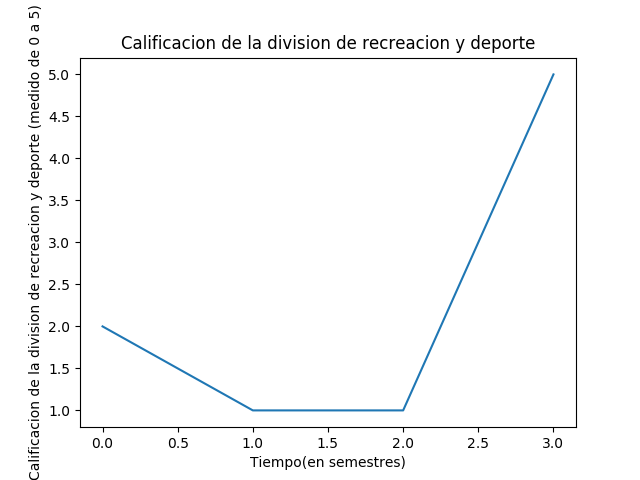 Calificacion de la division de recreacion y deporte
Calificacion de la division de recreacion y deporte (medido de 0 a 5)
5.0
4.5
4.0
3.5
3.0
2.5
2.0
1.5
1.0
0.0 0.5 1.0 1.5 2.0 2.5 3.0
Tiempo(en semestres)